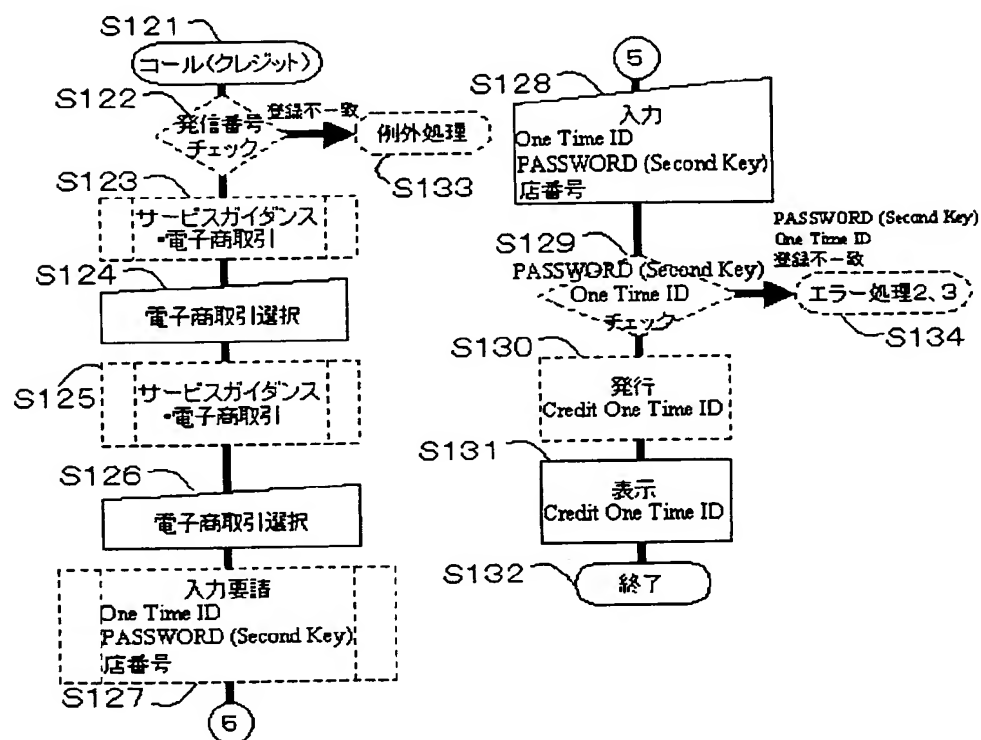 S121
コール(クレジット)
S122
発信番号
チェック
登録不一致
例外処理
S133
S123
サービスガイダンス
・電子商取引
S124
電子商取引選択
S125
サービスガイダンス
・電子商取引
S126
電子商取引選択
入力要請
One Time ID
PASSWORD (Second Key)
店番号
S127
5
5
S128
入力
One Time ID
PASSWORD (Second Key)
店番号
S129
PASSWORD (Second Key)
One Time ID
チェック
PASSWORD (Second Key)
One Time ID
登録不一致
エラー処理2、3
S134
S130
発行
Credit One Time ID
S131
表示
Credit One Time ID
S132
終了